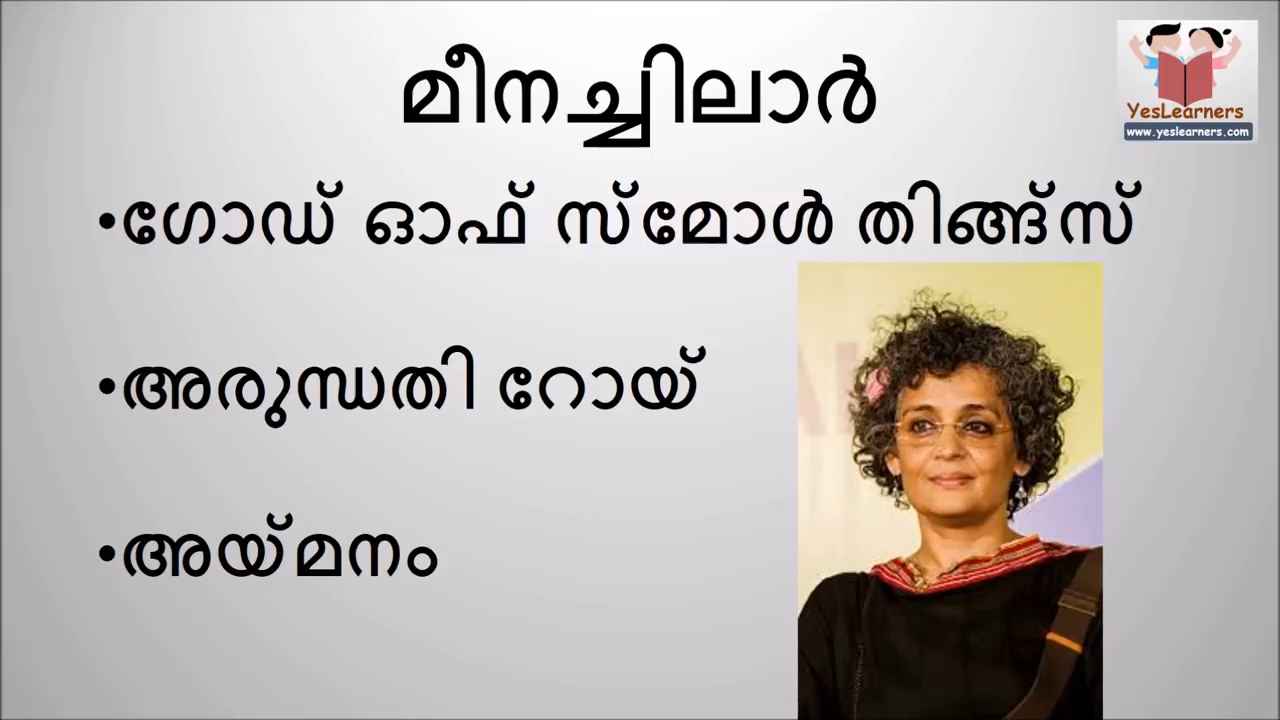 മീനച്ചിലാർ
YesLearners
www.yeslearners.com
•ഗോഡ് ഓഫ് സ്മോൾ തിങ്ങ്സ്
•അരുന്ധതി റോയ്
•അയ്മനം